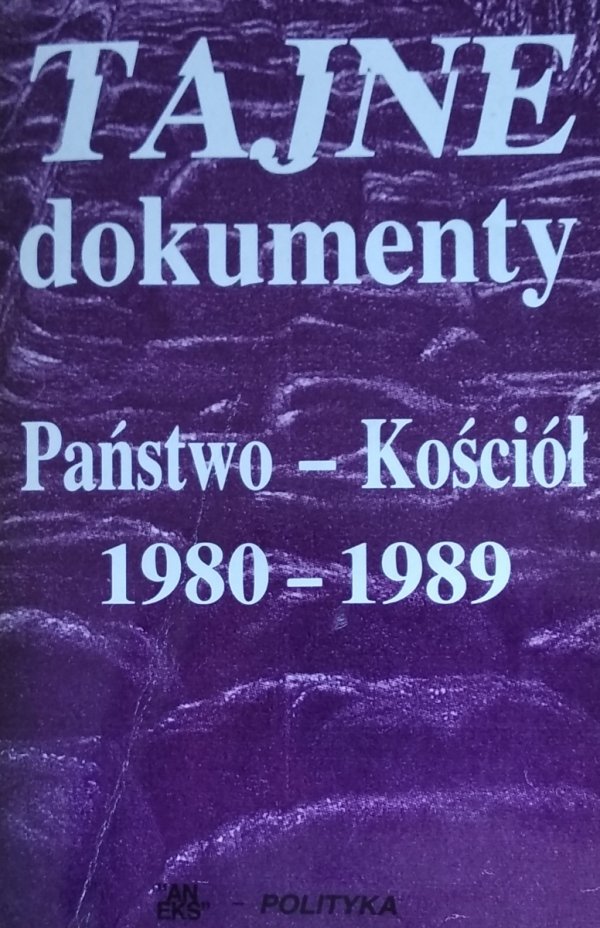 TAJNE
dokumenty
Państwo – Kościół
1980 – 1989
"AN
EKS" – POLITYKA